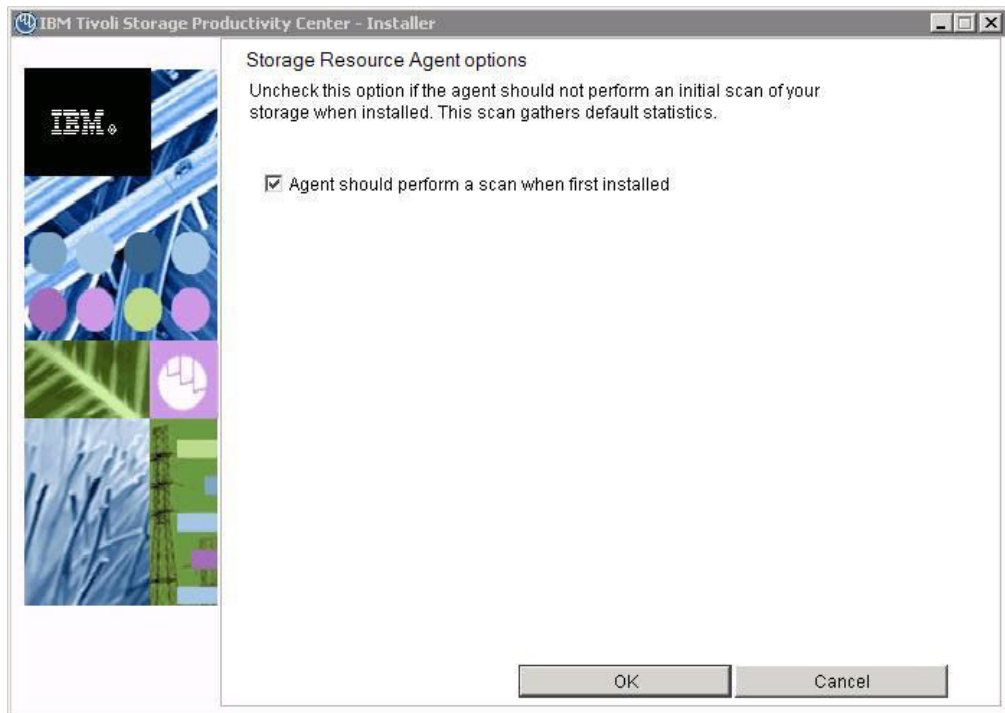 IBM Tivoli Storage Productivity Center - Installer
IBM®
Storage Resource Agent options
Uncheck this option if the agent should not perform an initial scan of your
storage when installed. This scan gathers default statistics.
Agent should perform a scan when first installed
OK
Cancel